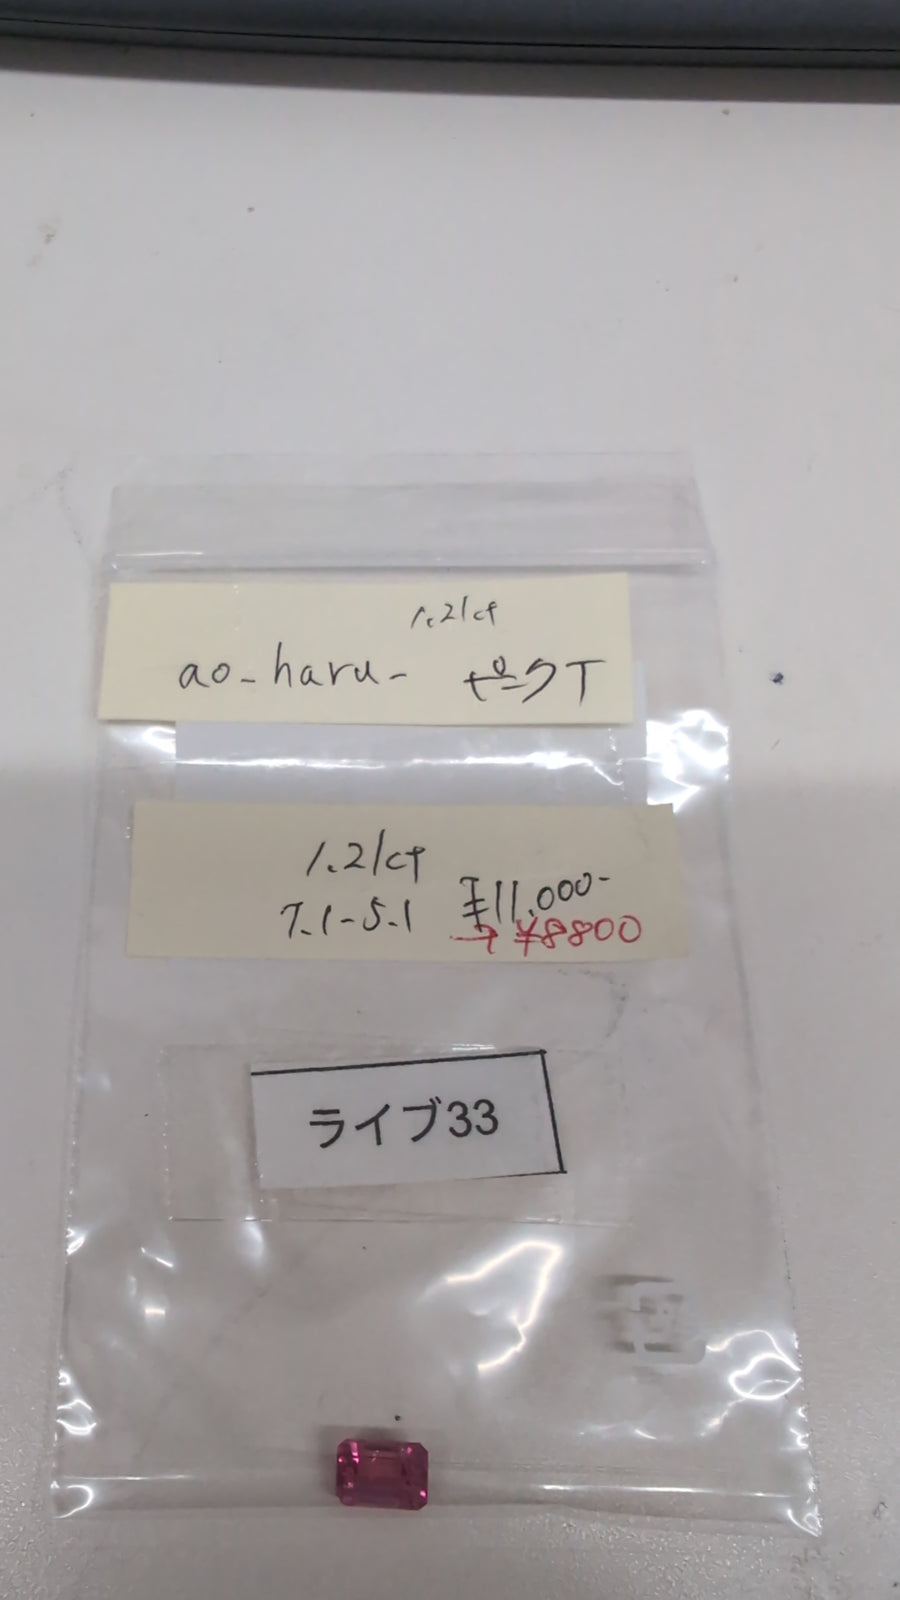 1.21ct
ao-haru- ピンクT
1.21ct
7.1-5.1 ¥11,000-
→ ¥8800
ライブ33